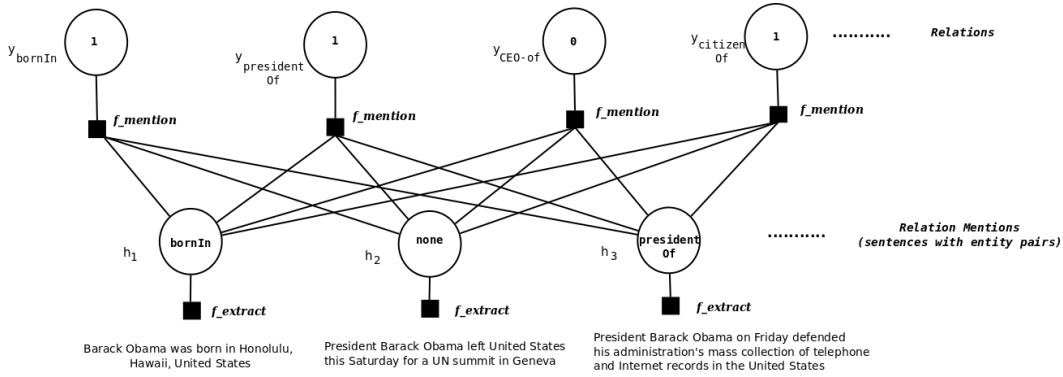 1 1 0 1
y bornIn y president Of y CEO-of y citizen Of ........... Relations
f_mention f_mention f_mention f_mention
bornIn none president Of ........... Relation Mentions
(sentences with entity pairs)
h1 h2 h3
f_extract f_extract f_extract
Barack Obama was born in Honolulu,
Hawaii, United States
President Barack Obama left United States
this Saturday for a UN summit in Geneva
President Barack Obama on Friday defended
his administration's mass collection of telephone
and Internet records in the United States